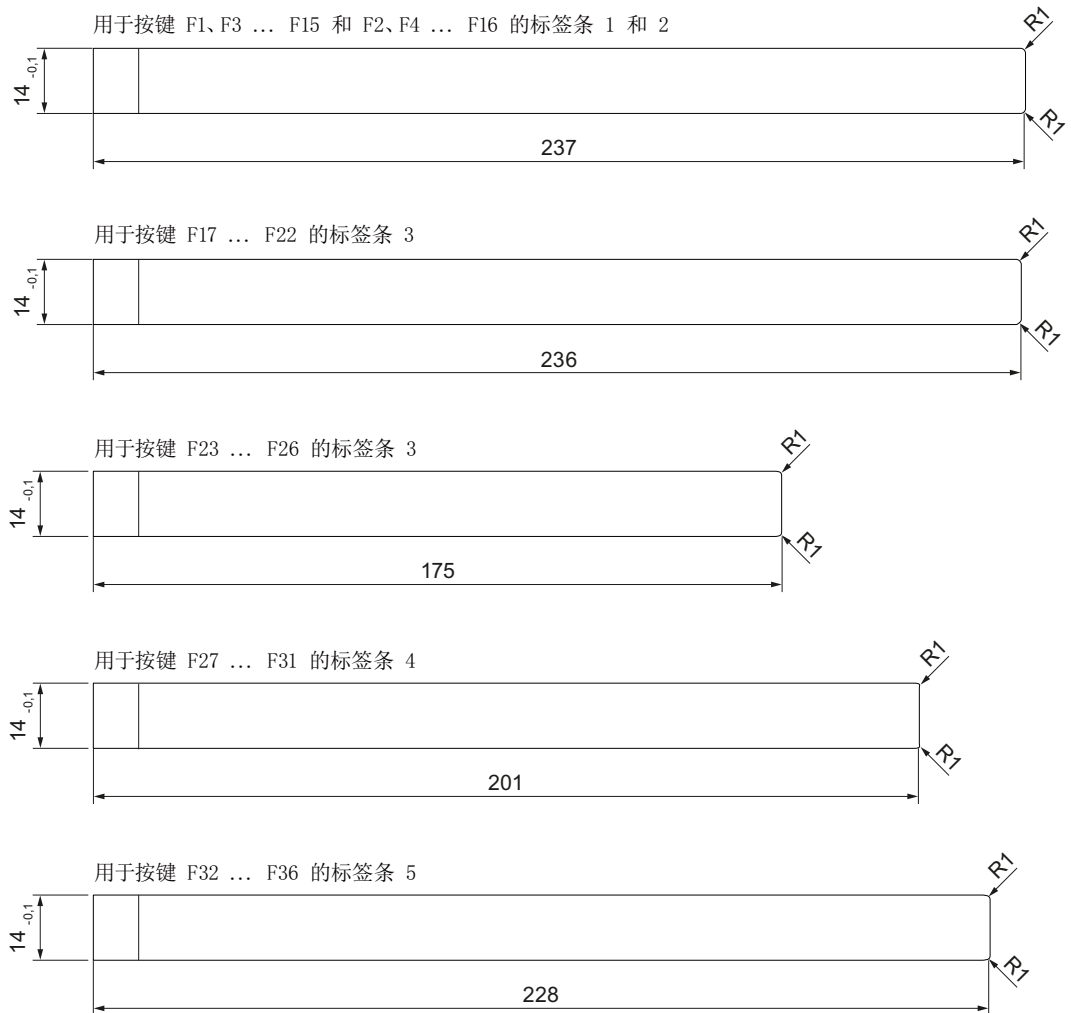 用于按键 F1、F3 ... F15 和 F2、F4 ... F16 的标签条 1 和 2
R1
14 -0,1
R1
237
用于按键 F17 ... F22 的标签条 3
R1
14 -0,1
R1
236
用于按键 F23 ... F26 的标签条 3
R1
14 -0,1
R1
175
用于按键 F27 ... F31 的标签条 4
R1
14 -0,1
R1
201
用于按键 F32 ... F36 的标签条 5
R1
14 -0,1
R1
228